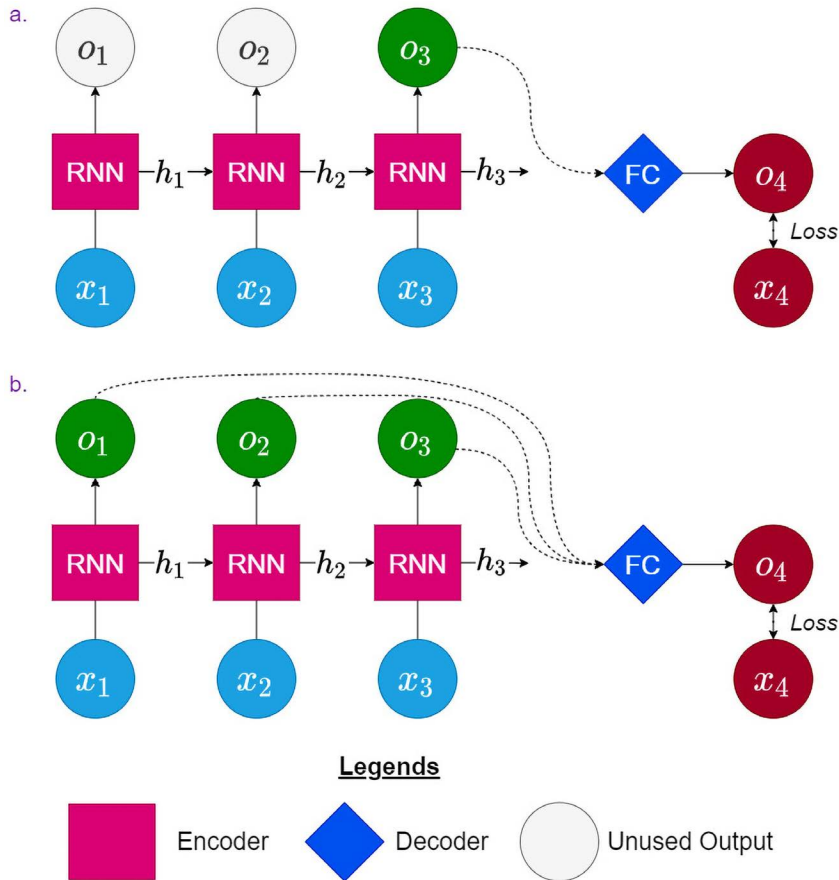 a.
o₁ o₂ o₃
RNN h₁ RNN h₂ RNN h₃ FC o₄
Loss
x₁ x₂ x₃ x₄
b.
o₁ o₂ o₃
RNN h₁ RNN h₂ RNN h₃ FC o₄
Loss
x₁ x₂ x₃ x₄
Legends
Encoder Decoder Unused Output